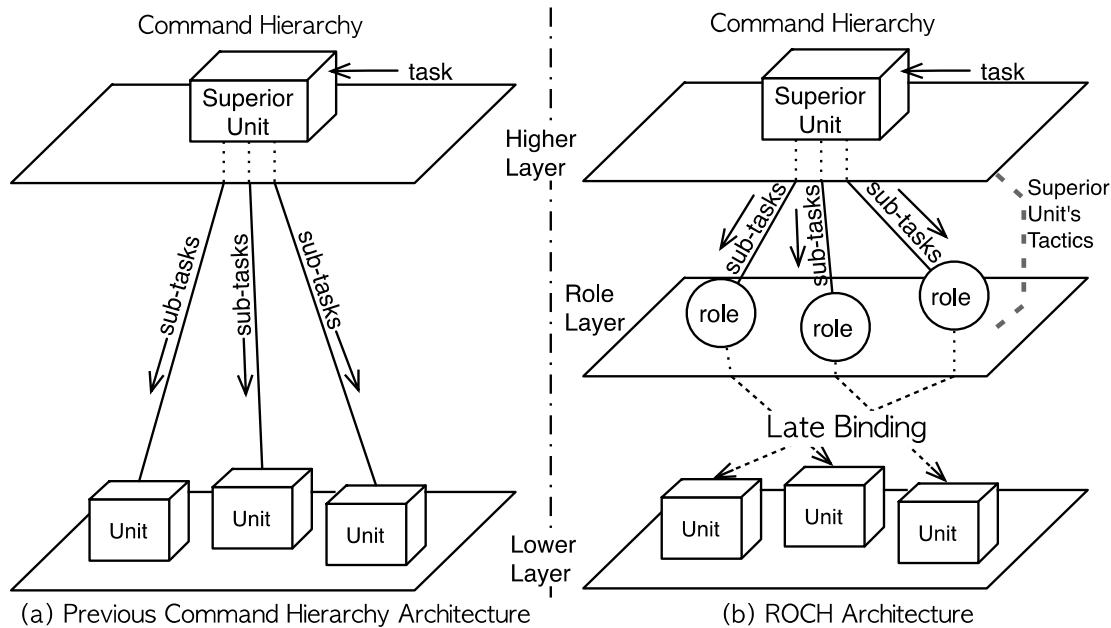 Command Hierarchy
task
Superior
Unit
sub-tasks
sub-tasks
sub-tasks
Unit
Unit
Unit
(a) Previous Command Hierarchy Architecture
Higher
Layer
Role
Layer
Lower
Layer
Command Hierarchy
task
Superior
Unit
sub-tasks
sub-tasks
sub-tasks
Superior
Unit's
Tactics
role
role
role
Late Binding
Unit
Unit
Unit
(b) ROCH Architecture